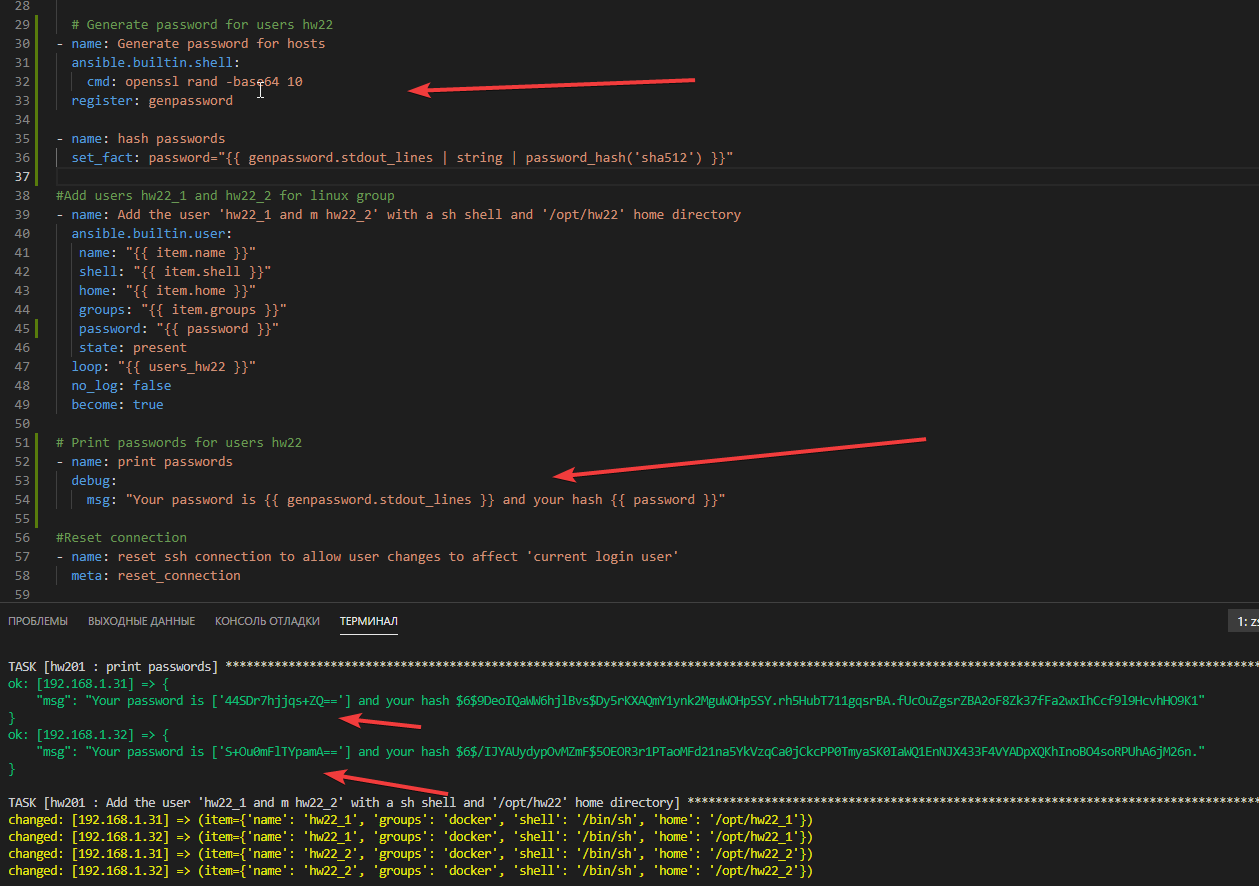 28
29 # Generate password for users hw22
30 - name: Generate password for hosts
31 ansible.builtin.shell:
32 cmd: openssl rand -base64 10
33 register: genpassword
34
35 - name: hash passwords
36 set_fact: password="{{ genpassword.stdout_lines | string | password_hash('sha512') }}"
37
38 #Add users hw22_1 and hw22_2 for linux group
39 - name: Add the user 'hw22_1 and m hw22_2' with a sh shell and '/opt/hw22' home directory
40 ansible.builtin.user:
41 name: "{{ item.name }}"
42 shell: "{{ item.shell }}"
43 home: "{{ item.home }}"
44 groups: "{{ item.groups }}"
45 password: "{{ password }}"
46 state: present
47 loop: "{{ users_hw22 }}"
48 no_log: false
49 become: true
50
51 # Print passwords for users hw22
52 - name: print passwords
53 debug:
54 msg: "Your password is {{ genpassword.stdout_lines }} and your hash {{ password }}"
55
56 #Reset connection
57 - name: reset ssh connection to allow user changes to affect 'current login user'
58 meta: reset_connection
59
ПРОБЛЕМЫ ВЫХОДНЫЕ ДАННЫЕ КОНСОЛЬ ОТЛАДКИ ТЕРМИНАЛ 1: zs
TASK [hw201 : print passwords] ****
ok: [192.168.1.31] => {
"msg": "Your password is ['44SDr7hjjqs+ZQ=='] and your hash
}
ok: [192.168.1.32] => {
"msg": "Your password is ['S+Ou0mFlTYpamA=='] and your hash
}
TASK [hw201 : Add the user 'hw22_1 and m hw22_2' with a sh shell and '/opt/hw22' home directory] ****
changed: [192.168.1.31] => (item={'name': 'hw22_1', 'groups': 'docker', 'shell': '/bin/sh', 'home': '/opt/hw22_1'})
changed: [192.168.1.32] => (item={'name': 'hw22_1', 'groups': 'docker', 'shell': '/bin/sh', 'home': '/opt/hw22_1'})
changed: [192.168.1.31] => (item={'name': 'hw22_2', 'groups': 'docker', 'shell': '/bin/sh', 'home': '/opt/hw22_2'})
changed: [192.168.1.32] => (item={'name': 'hw22_2', 'groups': 'docker', 'shell': '/bin/sh', 'home': '/opt/hw22_2'})